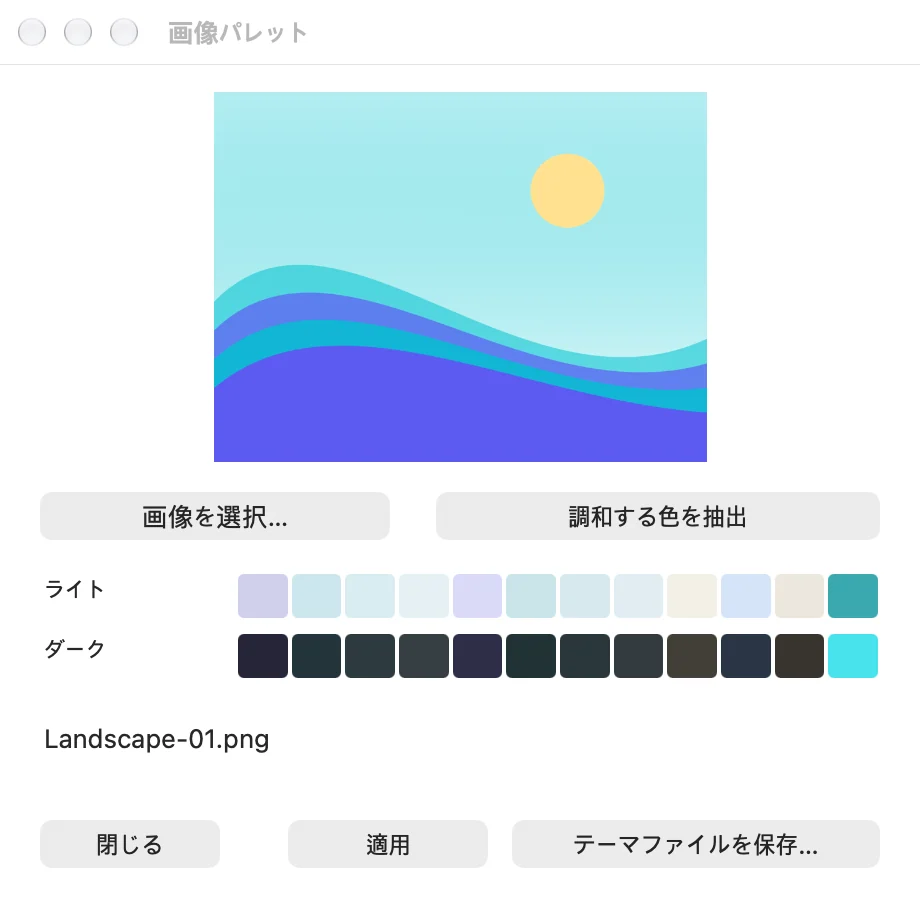 画像パレット
画像を選択...
調和する色を抽出
ライト
ダーク
Landscape-01.png
閉じる
適用
テーマファイルを保存...